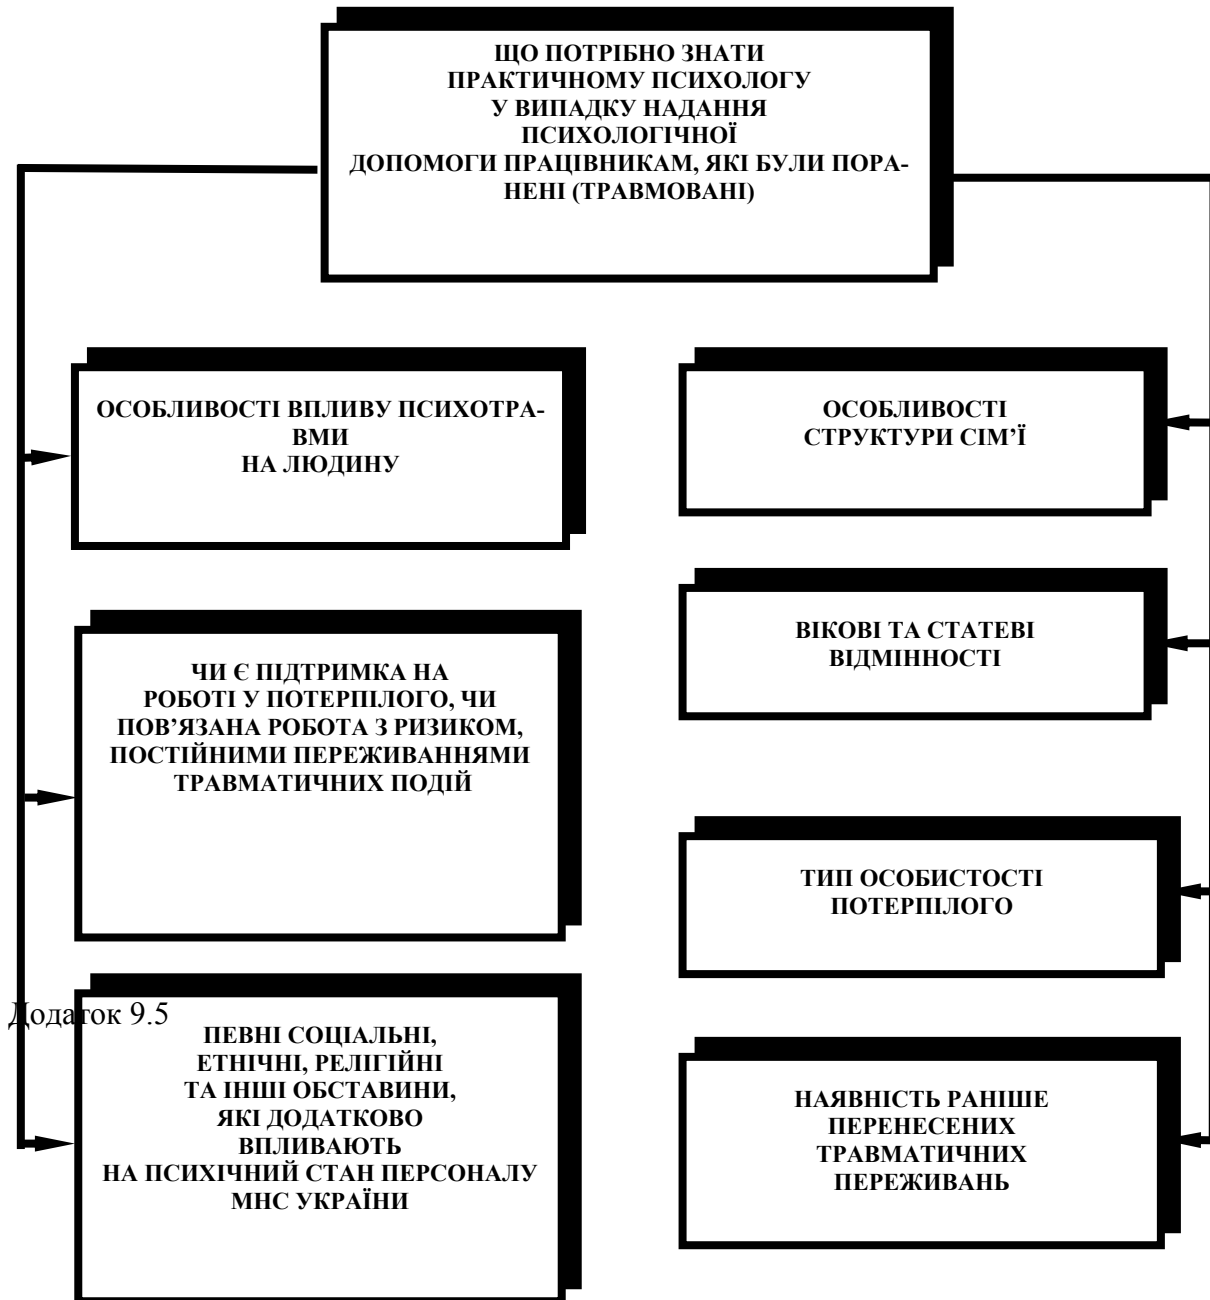 ЩО ПОТРІБНО ЗНАТИ
ПРАКТИЧНОМУ ПСИХОЛОГУ
У ВИПАДКУ НАДАННЯ
ПСИХОЛОГІЧНОЇ
ДОПОМОГИ ПРАЦІВНИКАМ, ЯКІ БУЛИ ПОРА-
НЕНІ (ТРАВМОВАНІ)
ОСОБЛИВОСТІ ВПЛИВУ ПСИХОТРА-
ВМИ
НА ЛЮДИНУ
ЧИ Є ПІДТРИМКА НА
РОБОТІ У ПОТЕРПІЛОГО, ЧИ
ПОВ’ЯЗАНА РОБОТА З РИЗИКОМ,
ПОСТІЙНИМИ ПЕРЕЖИВАННЯМИ
ТРАВМАТИЧНИХ ПОДІЙ
Додаток 9.5
ПЕВНІ СОЦІАЛЬНІ,
ЕТНІЧНІ, РЕЛІГІЙНІ
ТА ІНШІ ОБСТАВИНИ,
ЯКІ ДОДАТКОВО
ВПЛИВАЮТЬ
НА ПСИХІЧНИЙ СТАН ПЕРСОНАЛУ
МНС УКРАЇНИ
ОСОБЛИВОСТІ
СТРУКТУРИ СІМ’Ї
ВІКОВІ ТА СТАТЕВІ
ВІДМІННОСТІ
ТИП ОСОБИСТОСТІ
ПОТЕРПІЛОГО
НАЯВНІСТЬ РАНІШЕ
ПЕРЕНЕСЕНИХ
ТРАВМАТИЧНИХ
ПЕРЕЖИВАНЬ